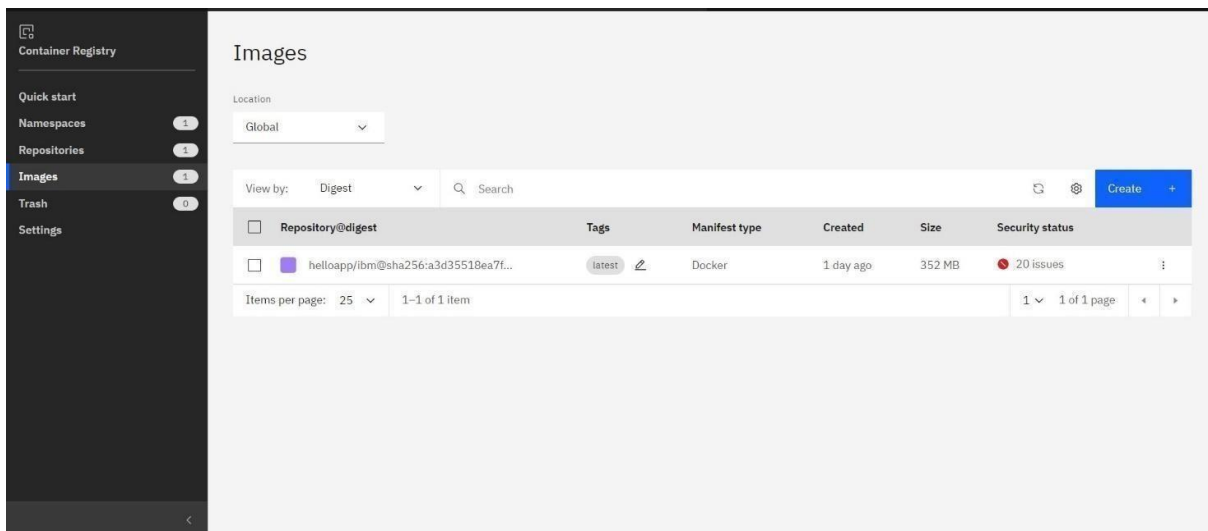 Container Registry
Quick start
Namespaces 1
Repositories 1
Images 1
Trash 0
Settings
Images
Location
Global
View by: Digest Search Create +
Repository@digest Tags Manifest type Created Size Security status
helloapp/ibm@sha256:a3d35518ea7f... latest Docker 1 day ago 352 MB 20 issues
Items per page: 25 1–1 of 1 item 1 1 of 1 page